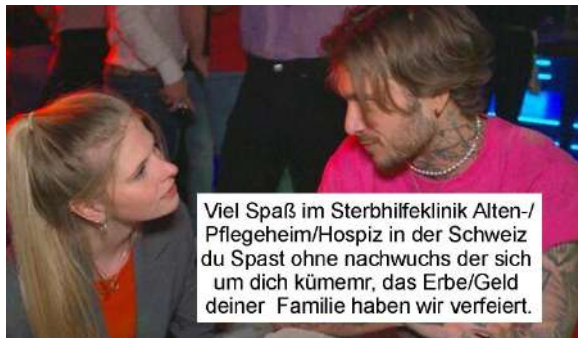 Viel Spaß im Sterbhilfeklinik Alten-/
Pflegeheim/Hospiz in der Schweiz
du Spast ohne nachwuchs der sich
um dich kümemr, das Erbe/Geld
deiner Familie haben wir verfeiert.